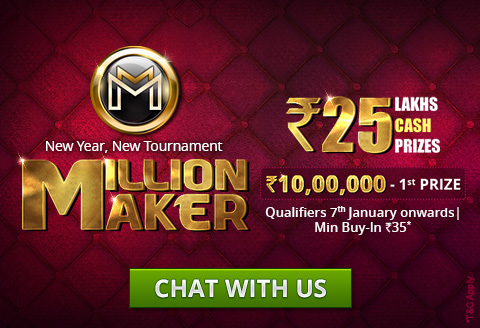 M
New Year, New Tournament
MILLION
MAKER
₹25 LAKHS
CASH
PRIZES
₹10,00,000 - 1st PRIZE
Qualifiers 7th January onwards|
Min Buy-In ₹35*
CHAT WITH US
*T&C Apply